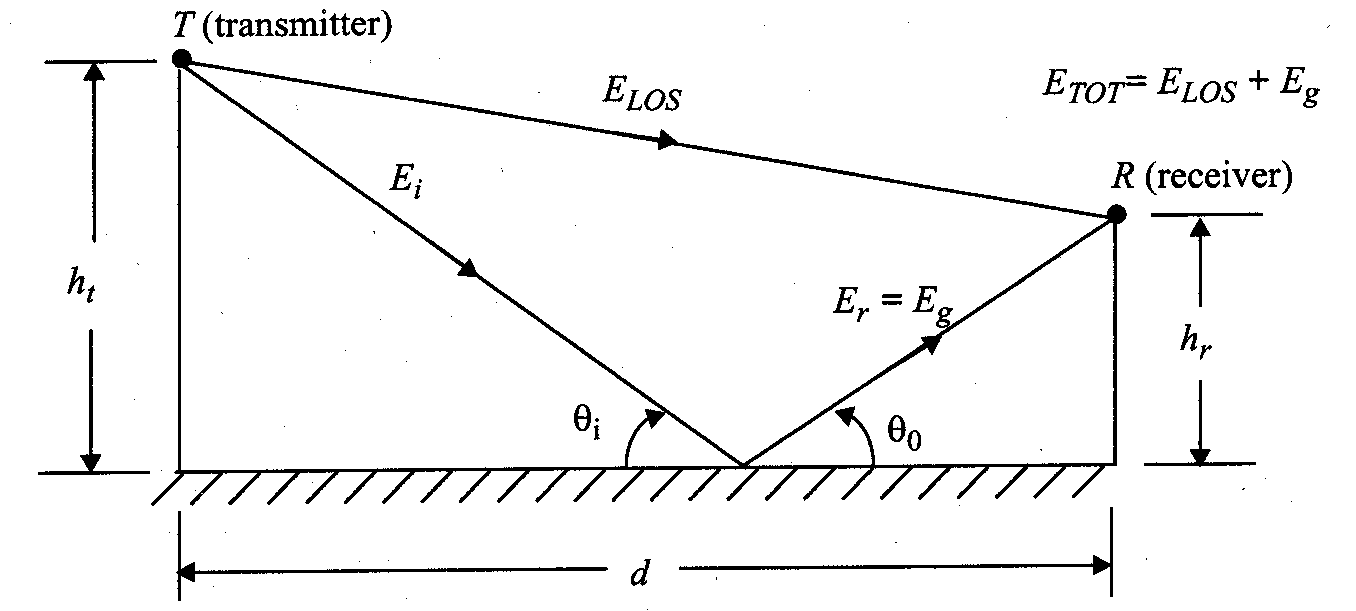 T (transmitter)
E_LOS
E_TOT= E_LOS + E_g
E_i
R (receiver)
h_t
E_r = E_g
h_r
θ_i
θ_0
d